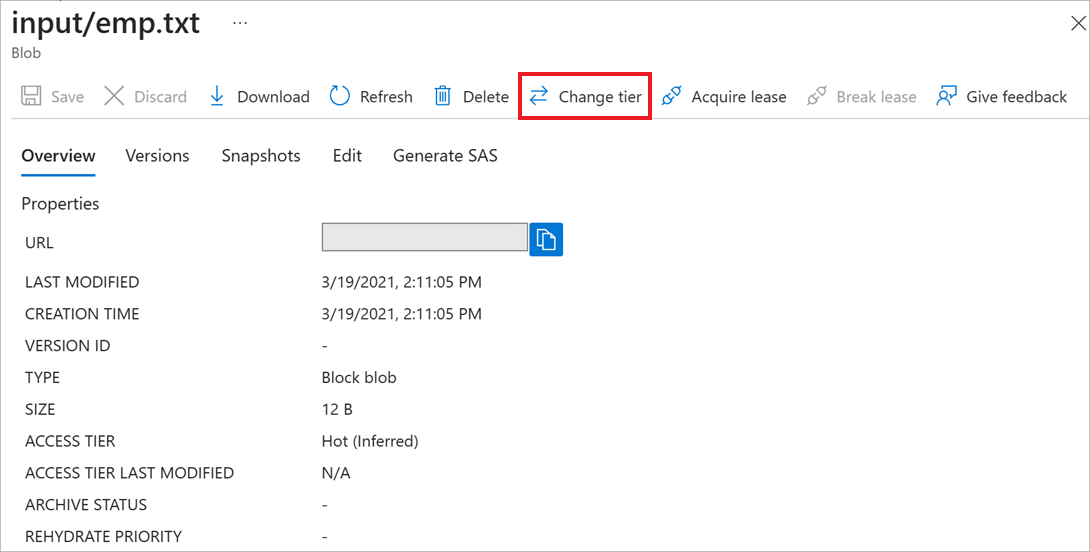 input/emp.txt ...
Blob
Save Discard Download Refresh Delete Change tier Acquire lease Break lease Give feedback
Overview Versions Snapshots Edit Generate SAS
Properties
URL
LAST MODIFIED 3/19/2021, 2:11:05 PM
CREATION TIME 3/19/2021, 2:11:05 PM
VERSION ID -
TYPE Block blob
SIZE 12 B
ACCESS TIER Hot (Inferred)
ACCESS TIER LAST MODIFIED N/A
ARCHIVE STATUS -
REHYDRATE PRIORITY -